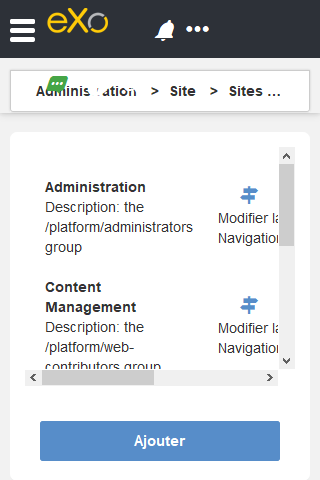 eXo
Administration > Site > Sites ...
Administration
Description: the
/platform/administrators
group
Modifier la
Navigation
Content
Management
Description: the
/platform/web-
contributors group
Modifier la
Navigation
Ajouter